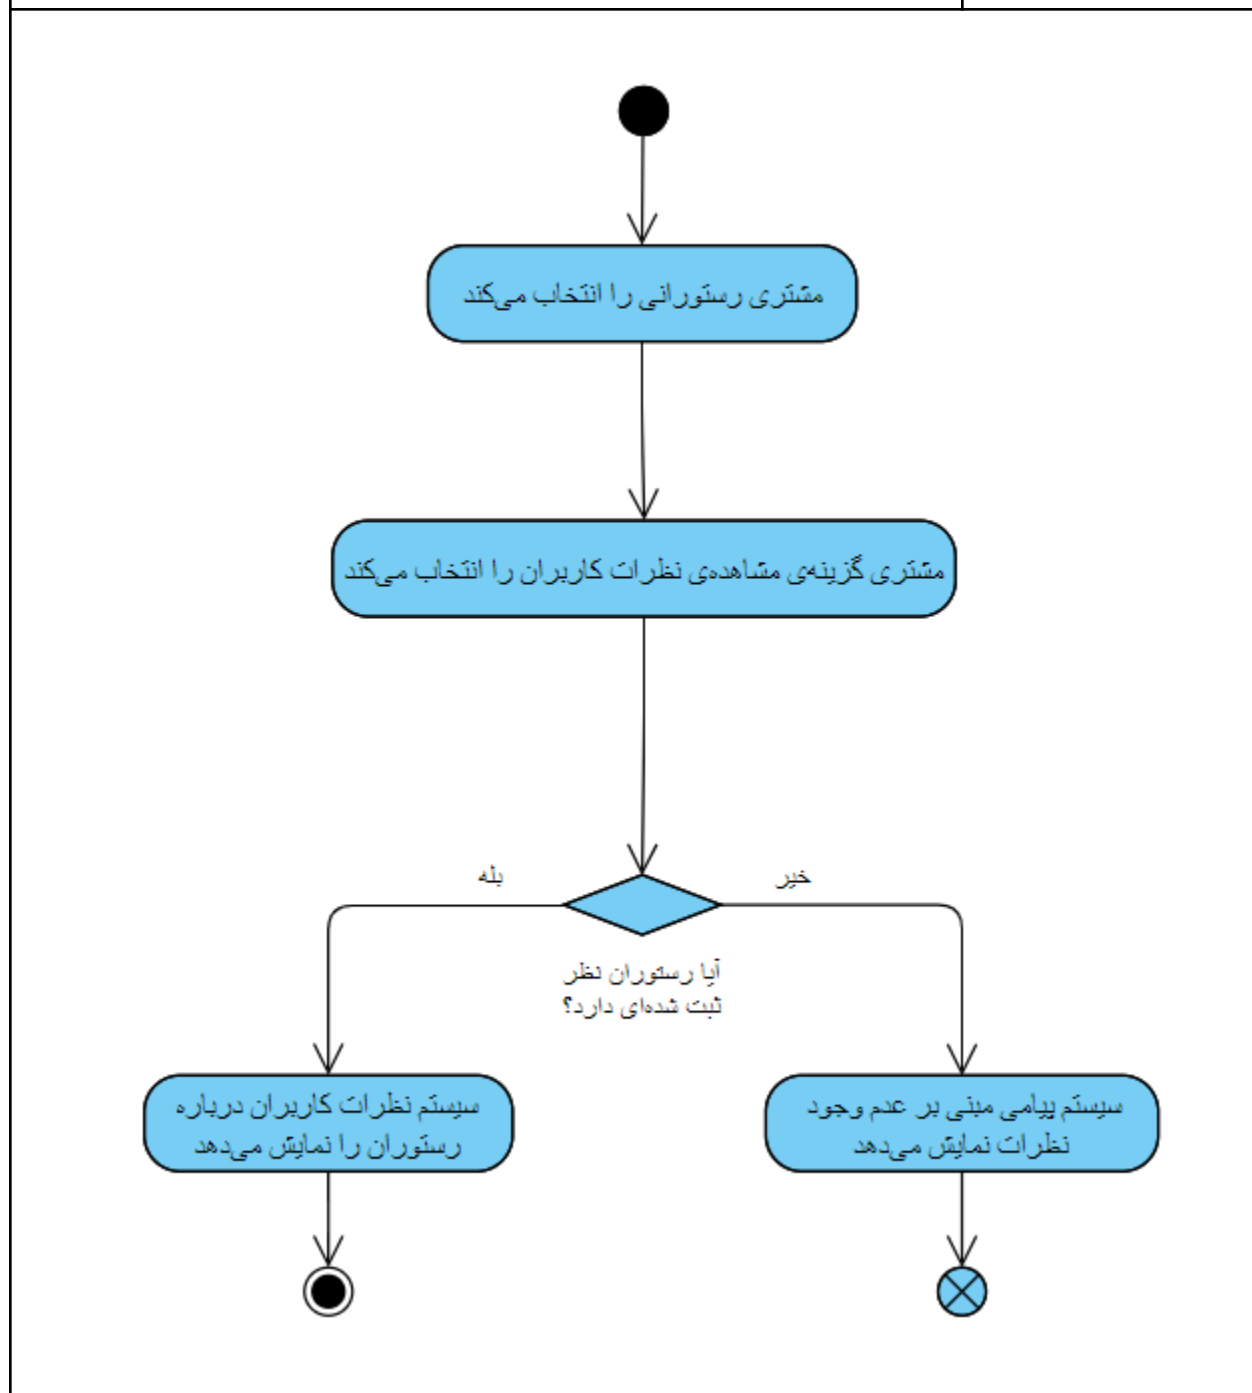 مشتری رستورانی را انتخاب می‌کند
مشتری گزینه‌ی مشاهده‌ی نظرات کاربران را انتخاب می‌کند
خیر
بله
آیا رستوران نظر
ثبت شده‌ای دارد؟
سیستم پیامی مبنی بر عدم وجود
نظرات نمایش می‌دهد
سیستم نظرات کاربران درباره
رستوران را نمایش می‌دهد